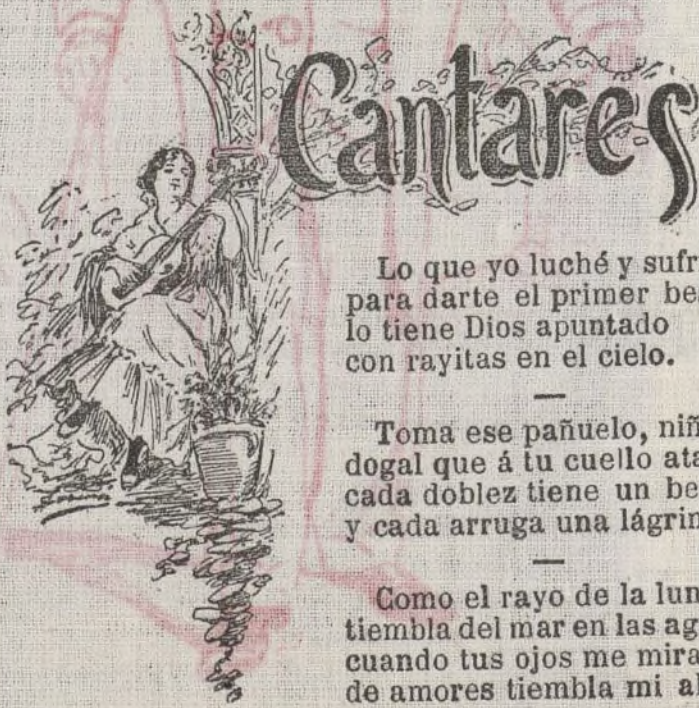 Cantares
Lo que yo luché y sufr
para darte el primer be
lo tiene Dios apuntado
con rayitas en el cielo.
Toma ese pañuelo, niñ
dogal que á tu cuello ata
cada doblez tiene un be
y cada arruga una lágrin
Como el rayo de la lun
tiembla del mar en las ag
cuando tus ojos me mira
de amores tiembla mi al